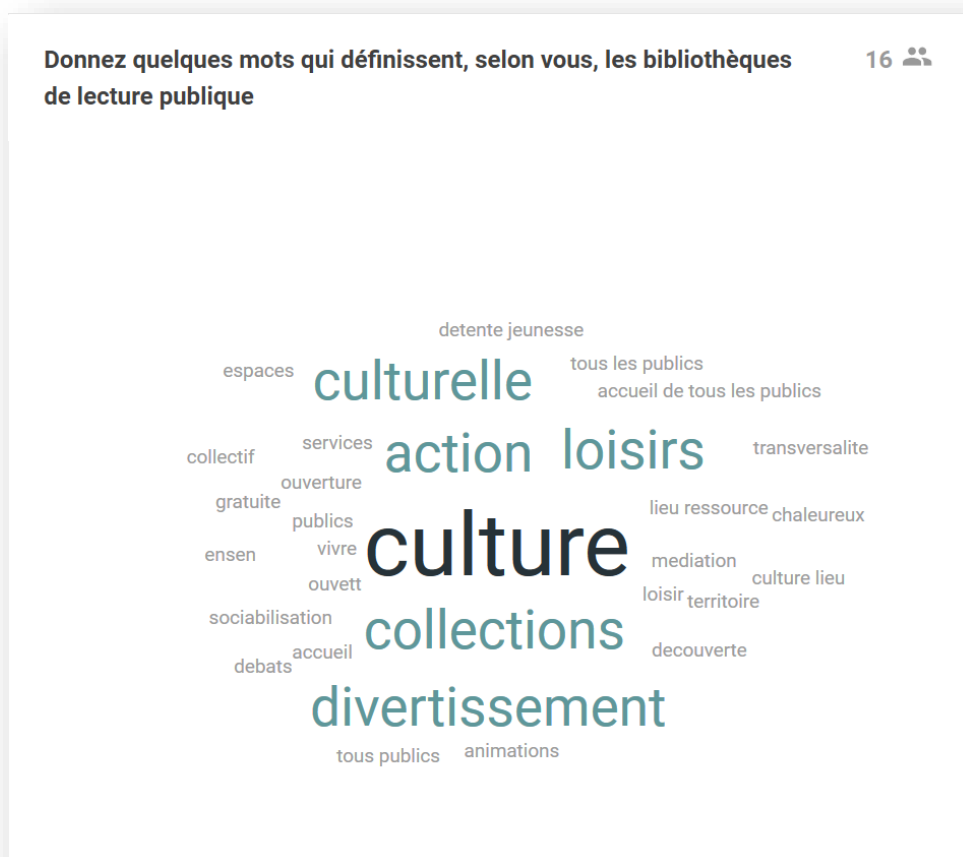 Donnez quelques mots qui définissent, selon vous, les bibliothèques
de lecture publique
16
detente jeunesse
tous les publics
espaces
culturelle
accueil de tous les publics
services
action
loisirs
transversalite
collectif
ouverture
gratuite
lieu ressource
chaleureux
publics
culture
vivre
ensen
mediation
culture lieu
ouvett
loisir
territoire
sociabilisation
collections
accueil
decouverte
debats
divertissement
tous publics
animations